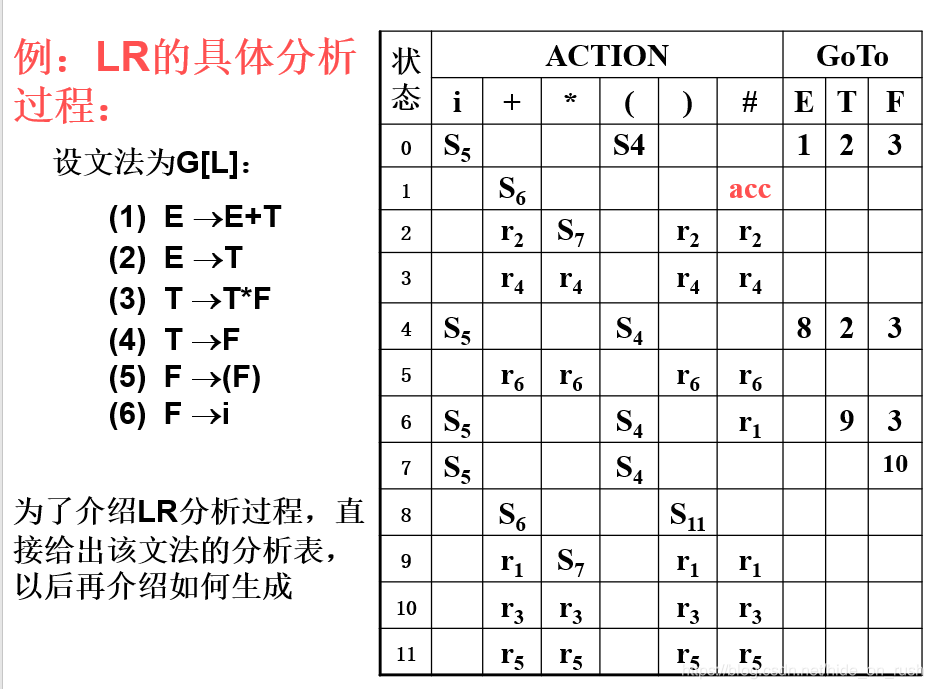 例：LR的具体分析
过程：
设文法为G[L]：
(1) E →E+T
(2) E →T
(3) T →T*F
(4) T →F
(5) F →(F)
(6) F →i
为了介绍LR分析过程，直
接给出该文法的分析表，
以后再介绍如何生成
状态 ACTION GoTo
i + * ( ) # E T F
0 S5 S4 1 2 3
1 S6 acc
2 r2 S7 r2 r2
3 r4 r4 r4 r4
4 S5 S4 8 2 3
5 r6 r6 r6 r6
6 S5 S4 r1 9 3
7 S5 S4 10
8 S6 S11
9 r1 S7 r1 r1
10 r3 r3 r3 r3
11 r5 r5 r5 r5
https://blog.csdn.net/hide_on_rush